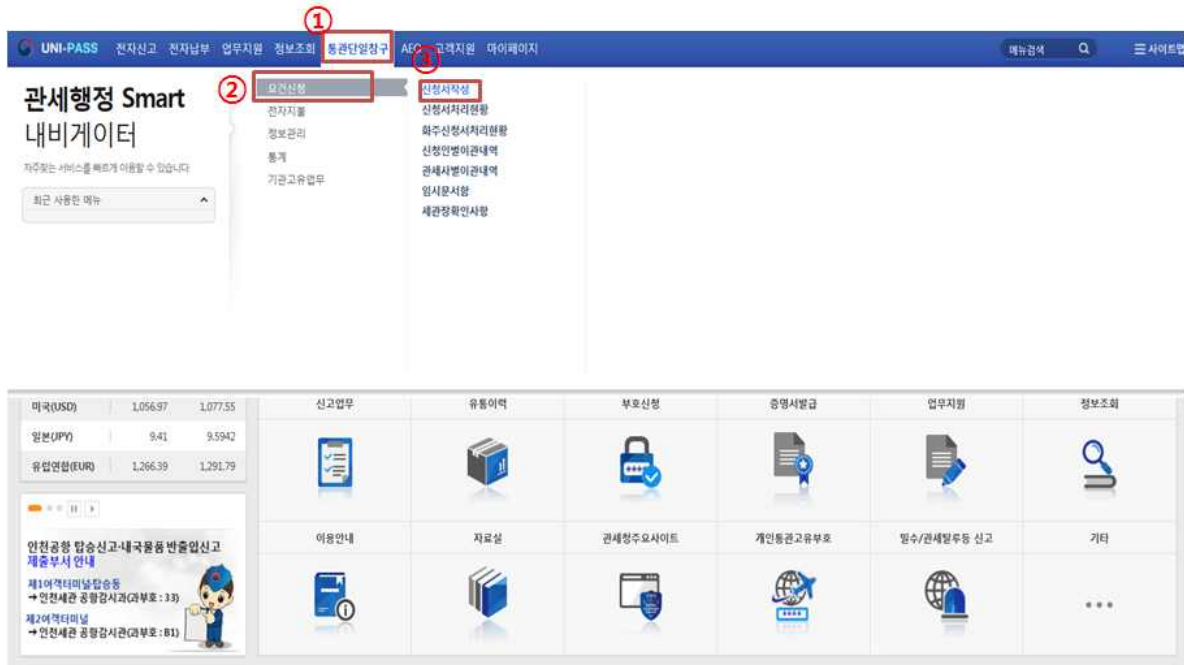 ①
UNI-PASS 전자신고 전자납부 업무지원 정보조회 통관단일창구 AEO 고객지원 마이페이지 메뉴검색 사이트맵
②
③
관세행정 Smart
내비게이터
자주찾는 서비스를 빠르게 이용할 수 있습니다
최근 사용한 메뉴
요건신청
전자지불
정보관리
통계
기관고유업무
신청서작성
신청서처리현황
화주신청서처리현황
신청인별이관내역
관세사별이관내역
임시문서함
세관장확인사항
미국(USD) 1,056.97 1,077.55
일본(JPY) 9.41 9.5942
유럽연합(EUR) 1,266.39 1,291.79
신고업무 유통이력 부호신청 증명서발급 업무지원 정보조회
인천공항 탑승신고·내국물품 반출입신고
제출부서 안내
제1여객터미널·탑승동
→ 인천세관 공항감시과(과부호 : 33)
제2여객터미널
→ 인천세관 공항감시관(과부호 : B1)
이용안내 자료실 관세청주요사이트 개인통관고유부호 밀수/관세탈루등 신고 기타